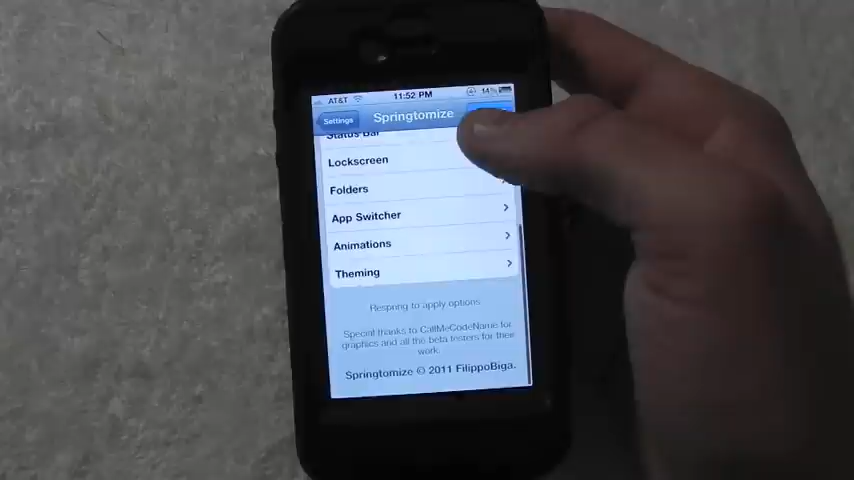 AT&T 11:52 PM 14%
Settings Springtomize
Status Bar
Lockscreen
Folders
App Switcher
Animations
Theming
Respring to apply options
Special thanks to CallMeCodeName for
graphics and all the beta testers for their
work.
Springtomize © 2011 FilippoBiga.